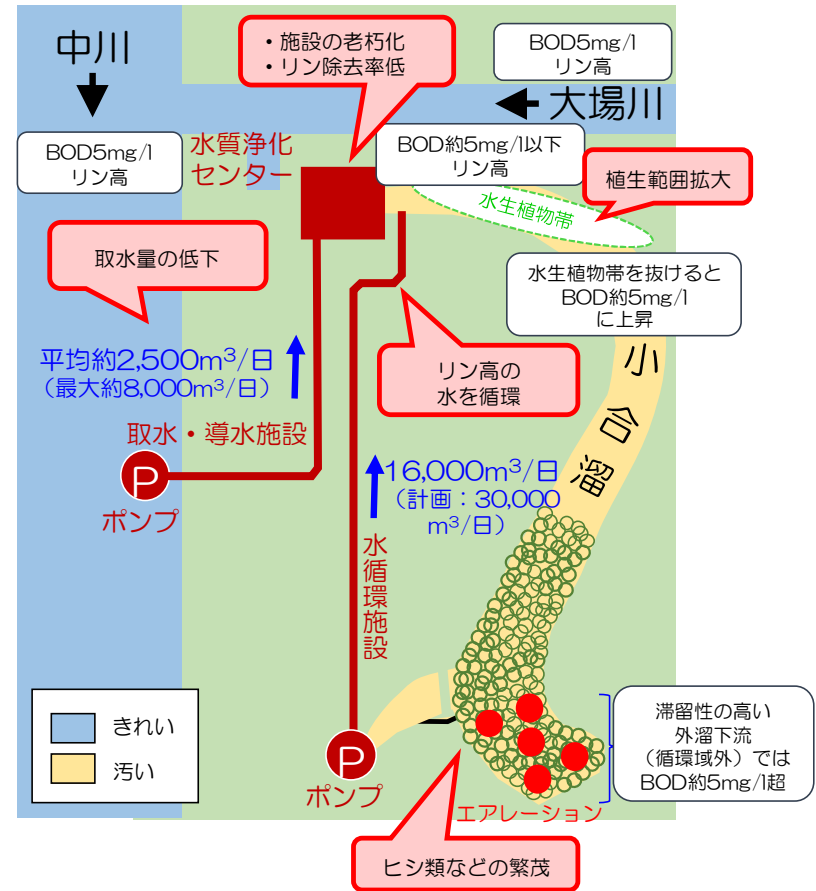 中川
・施設の老朽化
・リン除去率低
BOD5mg/l
リン高
大場川
BOD5mg/l
リン高
水質浄化
センター
BOD約5mg/l以下
リン高
植生範囲拡大
水生植物帯
取水量の低下
水生植物帯を抜けると
BOD約5mg/l
に上昇
平均約2,500m³/日
（最大約8,000m³/日）
リン高の
水を循環
小合溜
取水・導水施設
P
ポンプ
16,000m³/日
（計画：30,000
m³/日）
水循環施設
きれい
汚い
P
ポンプ
エアレーション
滞留性の高い
外溜下流
（循環域外）では
BOD約5mg/l超
ヒシ類などの繁茂